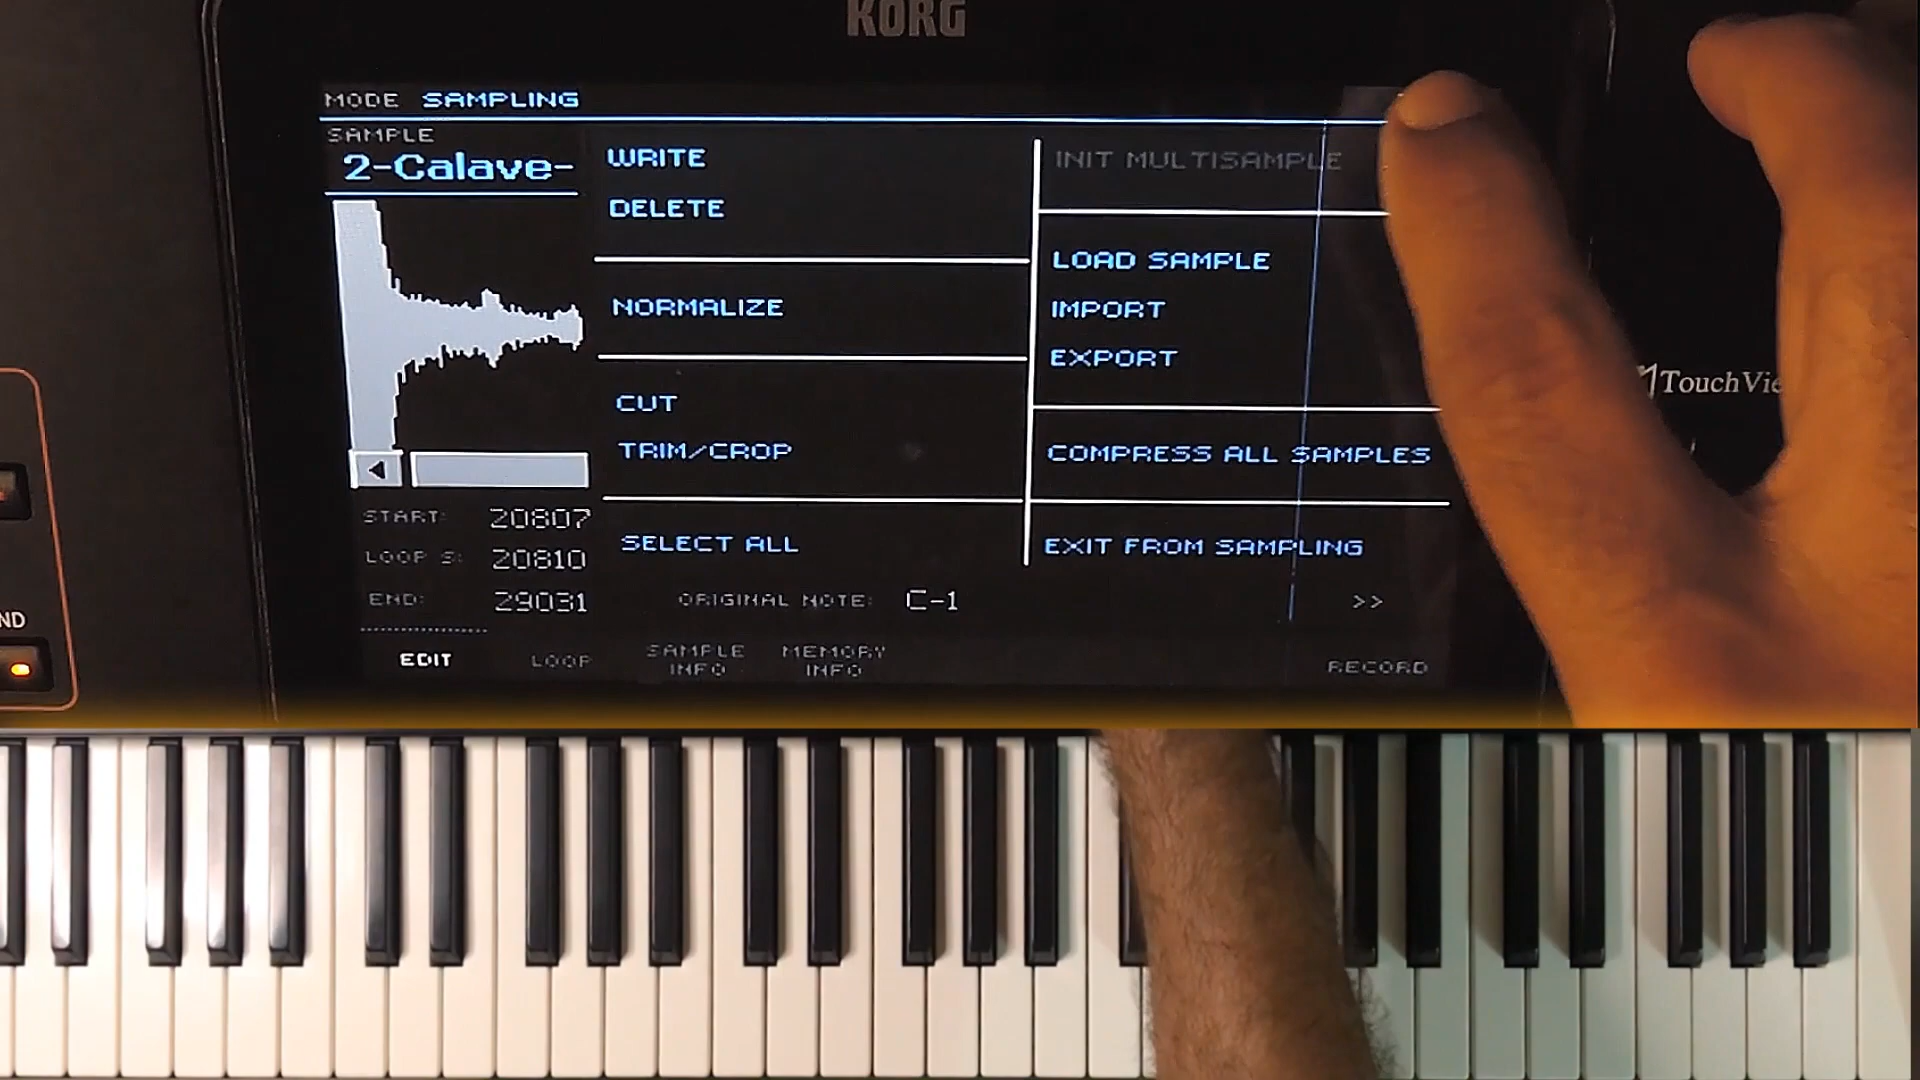 KORG
MODE SAMPLING
SAMPLE
2-Calave-
WRITE
DELETE
NORMALIZE
CUT
TRIM/CROP
SELECT ALL
INIT MULTISAMPLE
LOAD SAMPLE
IMPORT
EXPORT
COMPRESS ALL SAMPLES
EXIT FROM SAMPLING
START: 20807
LOOP S: 20810
END: 29031
ORIGINAL NOTE: C-1
>>
EDIT
LOOP
SAMPLE
INFO
MEMORY
INFO
RECORD
TouchVie
ND